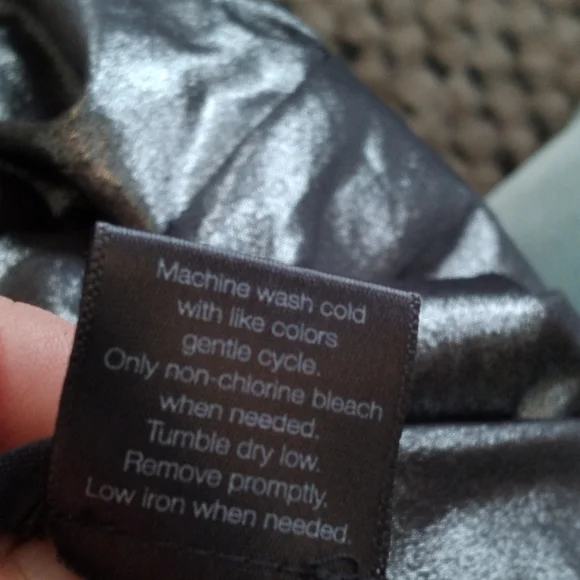 Machine wash cold
with like colors
gentle cycle.
Only non-chlorine bleach
when needed.
Tumble dry low.
Remove promptly.
Low iron when needed.